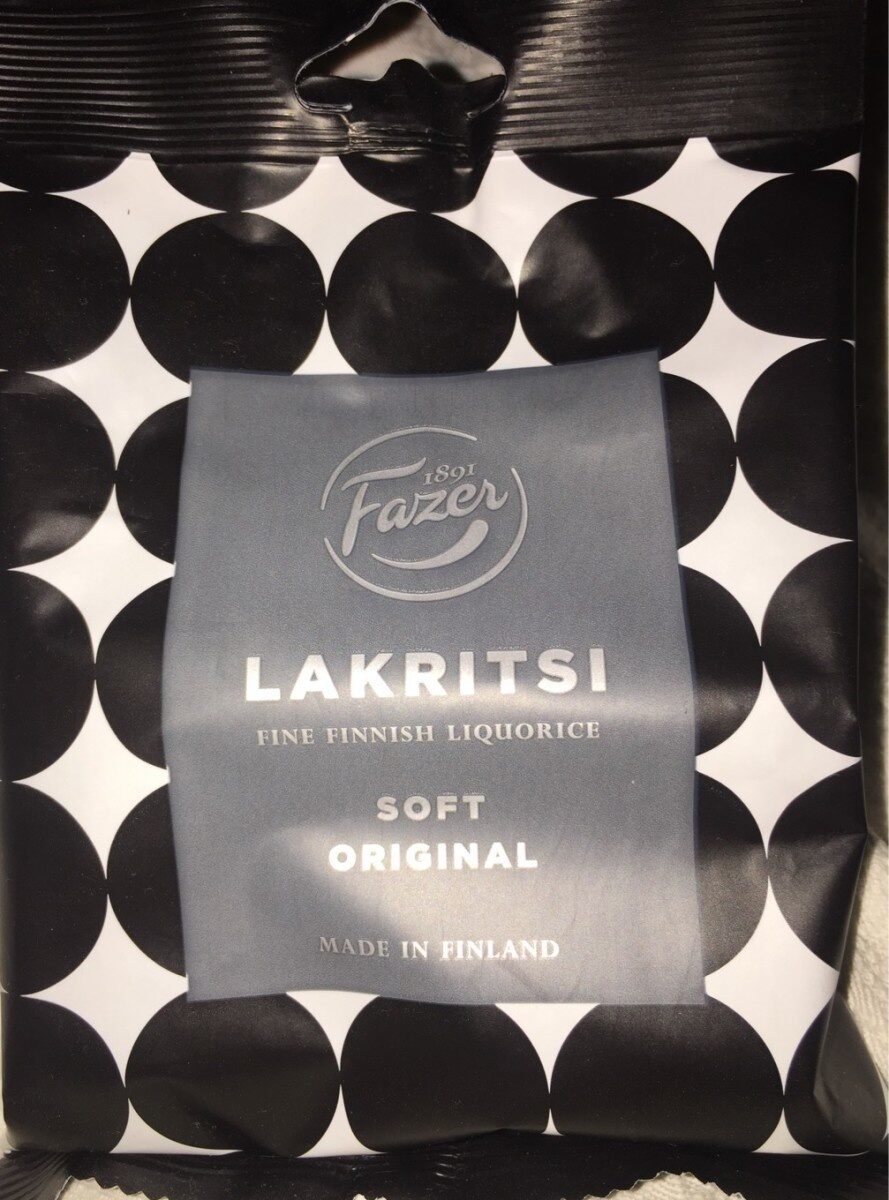 1891
Fazer
LAKRITSI
FINE FINNISH LIQUORICE
SOFT
ORIGINAL
MADE IN FINLAND